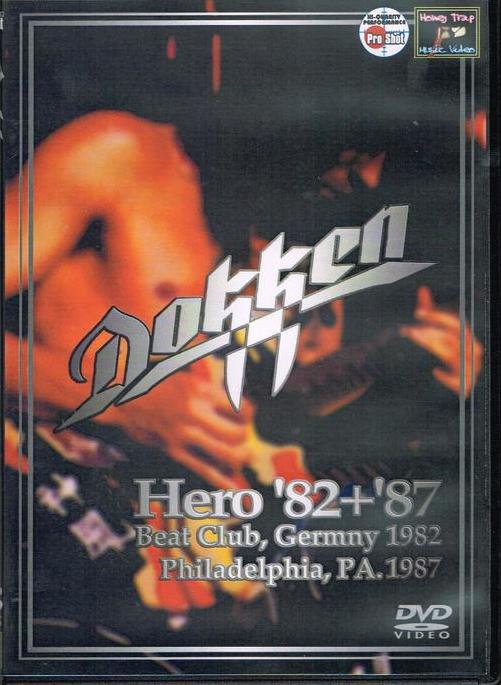 HI-QUALITY
PERFORMANCE
Pro Shot
Honey Trap
Music Video
Dokken
Hero '82+'87
Beat Club, Germny 1982
Philadelphia, PA.1987
DVD
VIDEO